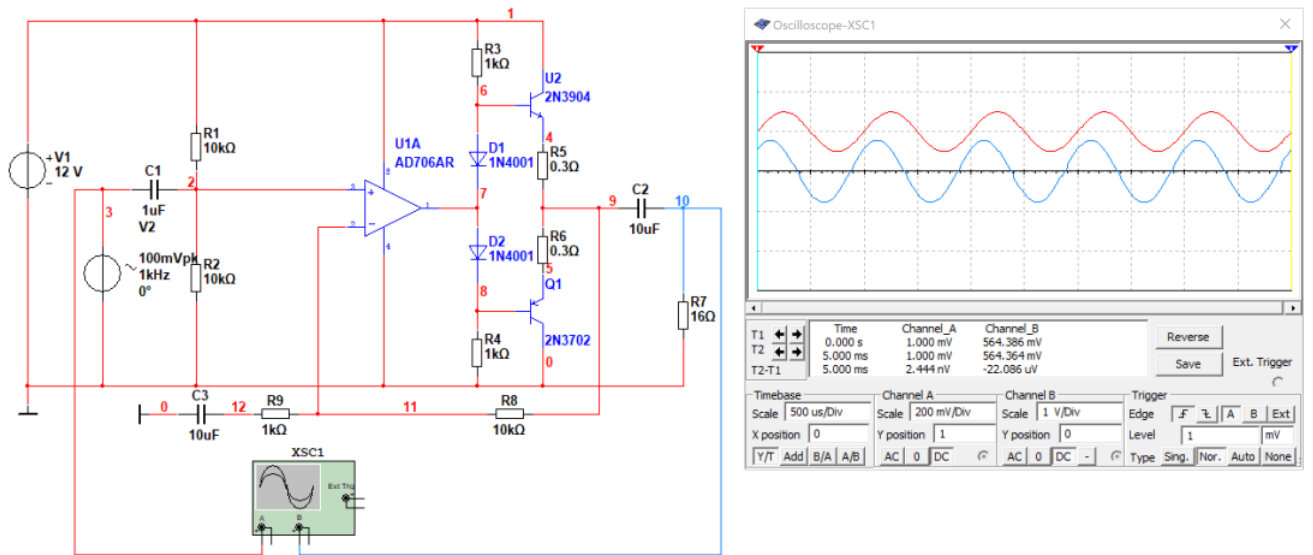 1
R3
1kΩ
U2
2N3904
6
4
R1
10kΩ
U1A
AD706AR
D1
1N4001
R5
0.3Ω
+
V1
12 V
C1
1uF
V2
2
3
8
+
1
7
C2
10uF
9
10
2
4
D2
1N4001
R6
0.3Ω
5
3
100mVpk
1kHz
0°
R2
10kΩ
8
Q1
2N3702
R7
16Ω
R4
1kΩ
0
C3
10uF
0
12
R9
1kΩ
11
R8
10kΩ
XSC1
Ext Trig
A
B
Oscilloscope-XSC1
1
2
Time Channel_A Channel_B
T1 0.000 s 1.000 mV 564.386 mV
T2 5.000 ms 1.000 mV 564.364 mV
T2-T1 5.000 ms 2.444 nV -22.086 uV
Reverse
Save
Ext. Trigger
Timebase
Scale 500 us/Div
X position 0
Y/T Add B/A A/B
Channel A
Scale 200 mV/Div
Y position 1
AC 0 DC
Channel B
Scale 1 V/Div
Y position 0
AC 0 DC -
Trigger
Edge A B Ext
Level 1 mV
Type Sing. Nor. Auto None